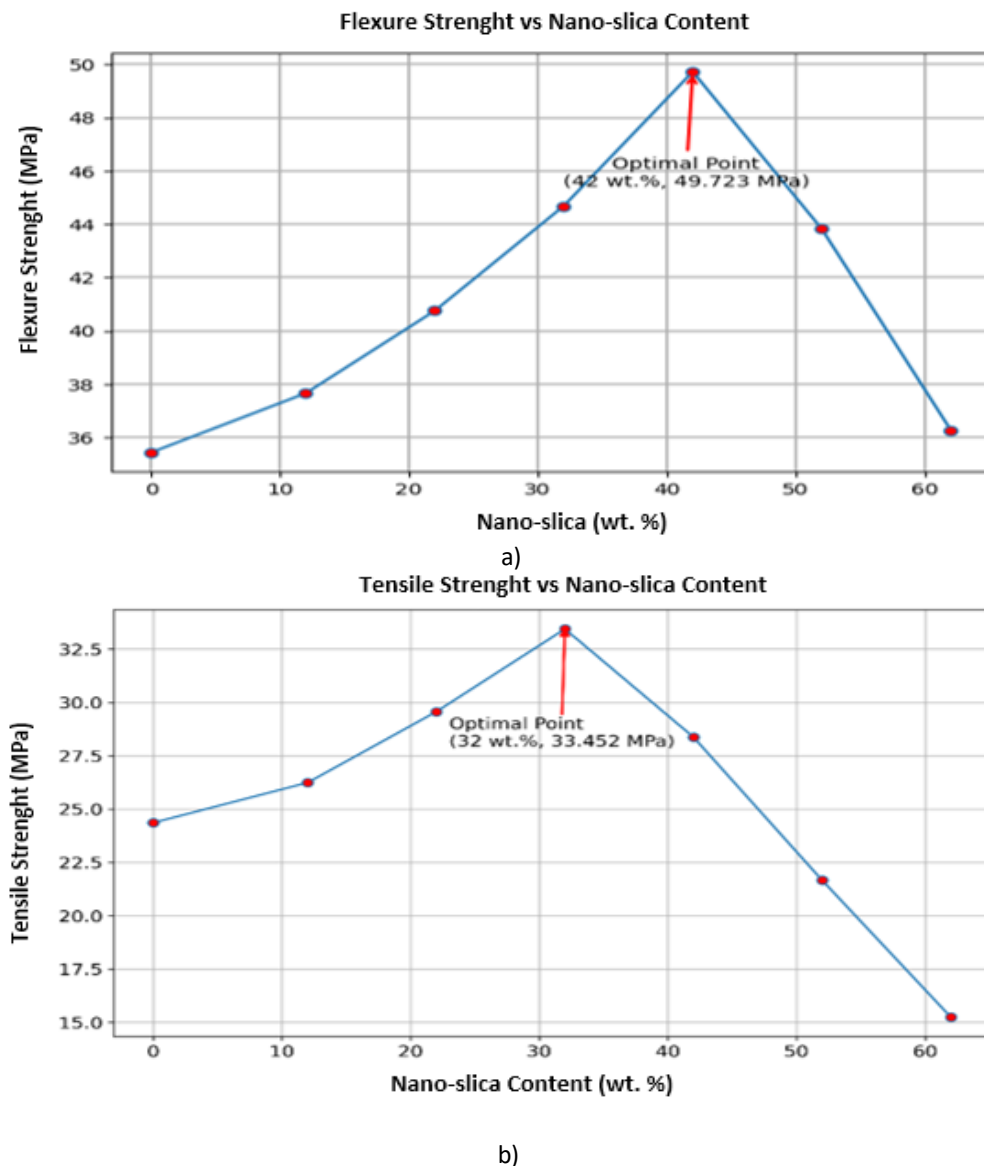 Flexure Strenght vs Nano-slica Content
50
48
46
44
42
40
38
36
Flexure Strenght (MPa)
Optimal Point
(42 wt.%, 49.723 MPa)
0 10 20 30 40 50 60
Nano-slica (wt. %)
a)
Tensile Strenght vs Nano-slica Content
32.5
30.0
27.5
25.0
22.5
20.0
17.5
15.0
Tensile Strenght (MPa)
Optimal Point
(32 wt.%, 33.452 MPa)
0 10 20 30 40 50 60
Nano-slica Content (wt. %)
b)